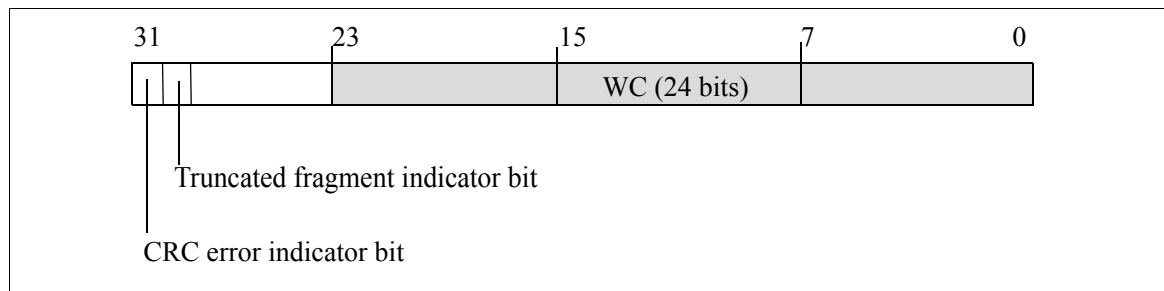 31 23 15 7 0
WC (24 bits)
Truncated fragment indicator bit
CRC error indicator bit